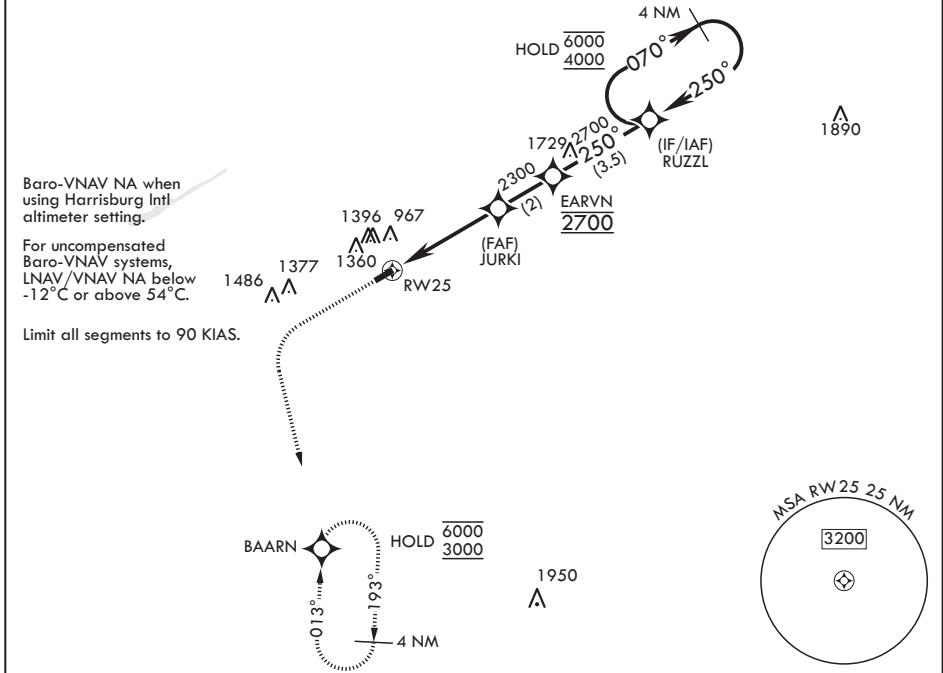 4 NM
HOLD 6000
4000
070°
250°
1890
(IF/IAF)
RUZZL
1729
2700
250°
(3.5)
2300
(2)
EARVN
2700
(FAF)
JURKI
Baro-VNAV NA when
using Harrisburg Intl
altimeter setting.
For uncompensated
Baro-VNAV systems,
LNAV/VNAV NA below
-12°C or above 54°C.
Limit all segments to 90 KIAS.
1396
967
1360
1377
1486
RW25
MSA RW25 25 NM
3200
BAARN
HOLD 6000
3000
013°
193°
4 NM
1950